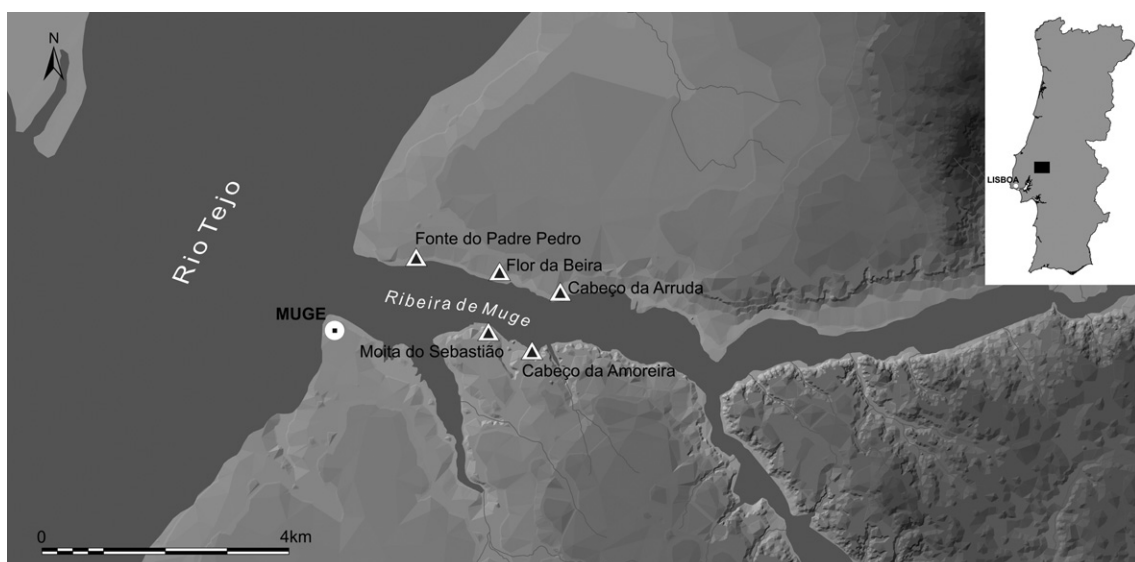 N
LISBOA
Rio Tejo
Fonte do Padre Pedro
Flor da Beira
Cabeço da Arruda
Ribeira de Muge
MUGE
Moita do Sebastião
Cabeço da Amoreira
0 4km